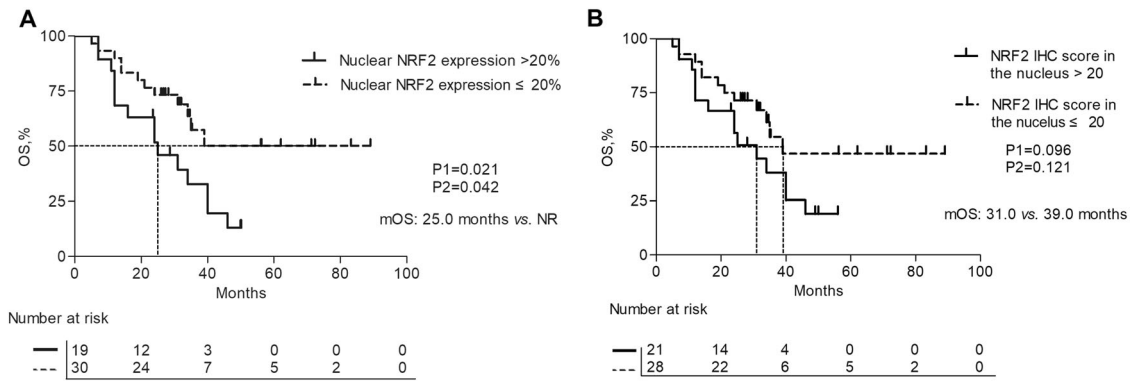 A
OS,%
100
75
50
25
0
0 20 40 60 80 100
Months
Nuclear NRF2 expression >20%
Nuclear NRF2 expression ≤ 20%
P1=0.021
P2=0.042
mOS: 25.0 months vs. NR
Number at risk
19 12 3 0 0 0
30 24 7 5 2 0
B
OS,%
100
75
50
25
0
0 20 40 60 80 100
Months
NRF2 IHC score in
the nucleus > 20
NRF2 IHC score in
the nucelus ≤ 20
P1=0.096
P2=0.121
mOS: 31.0 vs. 39.0 months
Number at risk
21 14 4 0 0 0
28 22 6 5 2 0